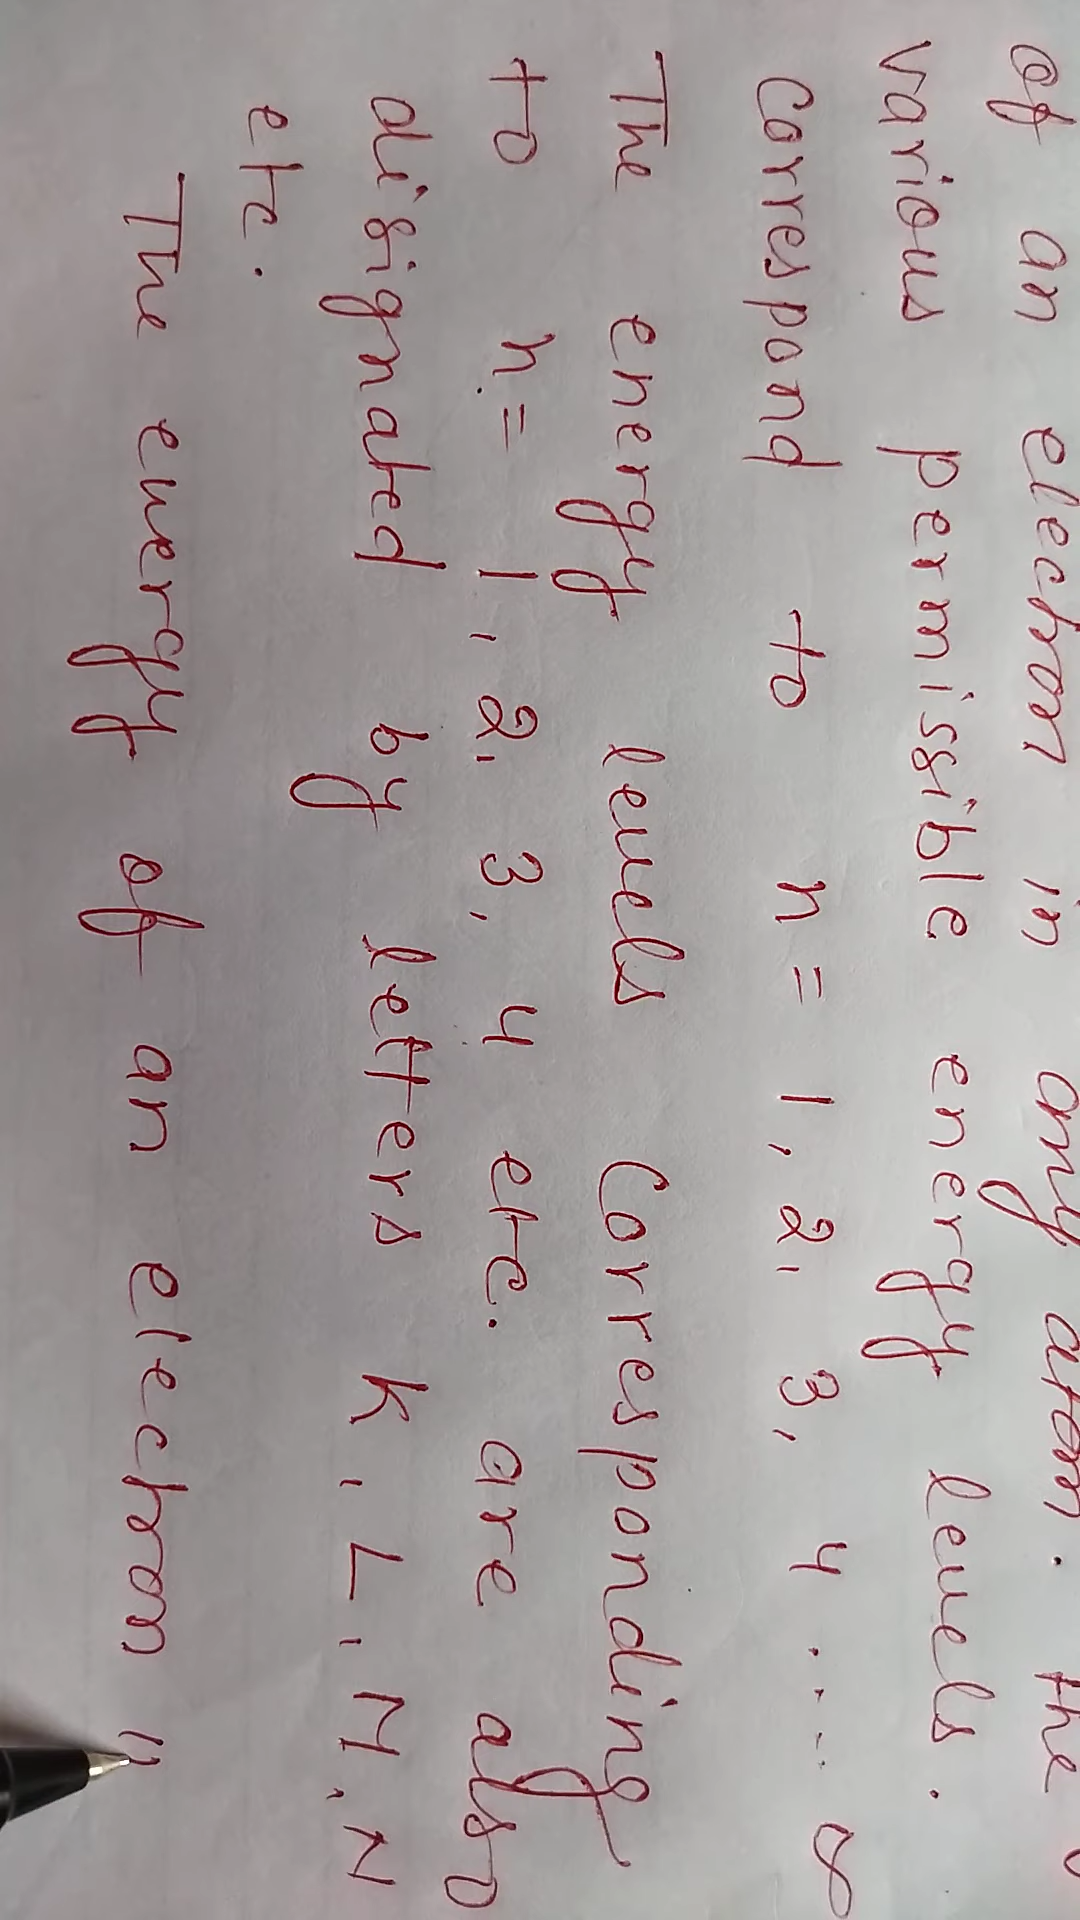 of an electron in any atom. The
various permissible energy levels.
correspond to n = 1, 2, 3, 4 ..... ∞
The energy levels corresponding
to n = 1, 2, 3, 4 etc. are also
disignated by letters K, L, M, N
etc.
The energy of an electron